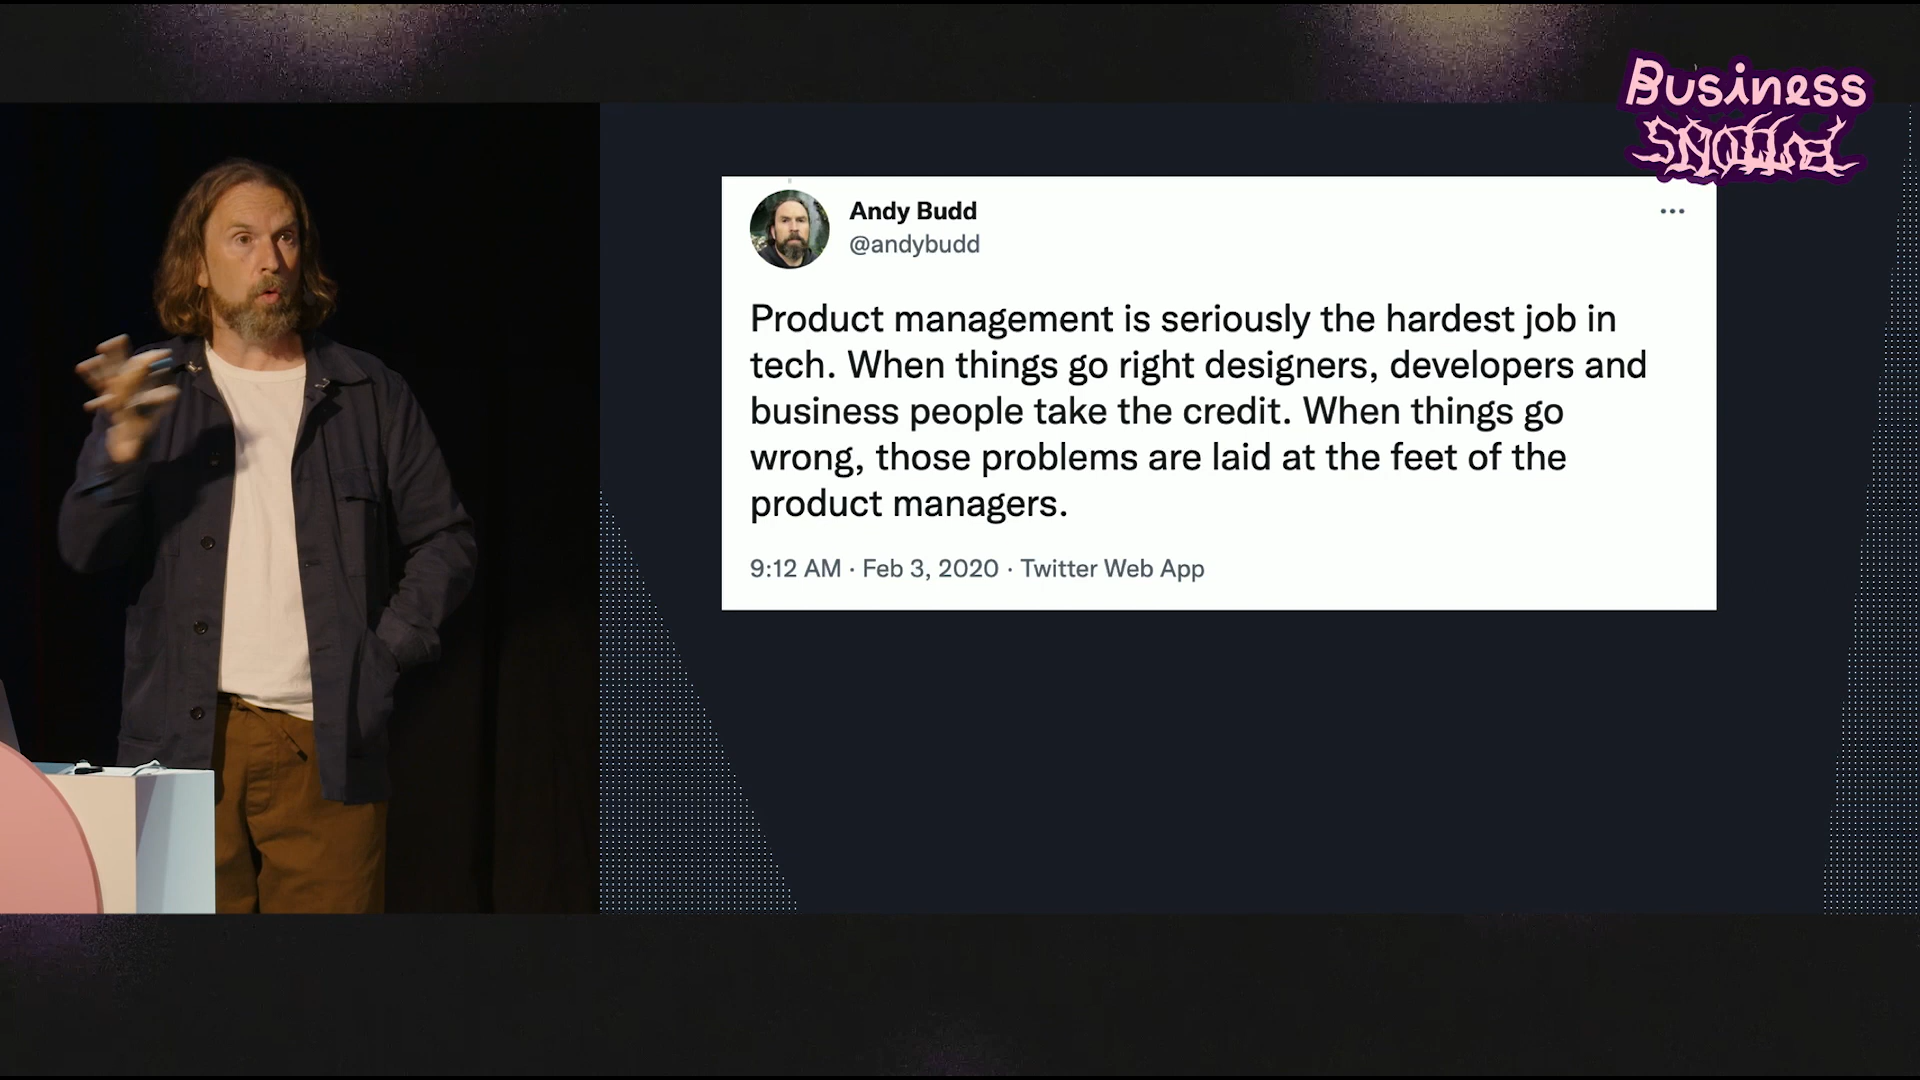 Business
Andy Budd
@andybudd
Product management is seriously the hardest job in
tech. When things go right designers, developers and
business people take the credit. When things go
wrong, those problems are laid at the feet of the
product managers.
9:12 AM · Feb 3, 2020 · Twitter Web App